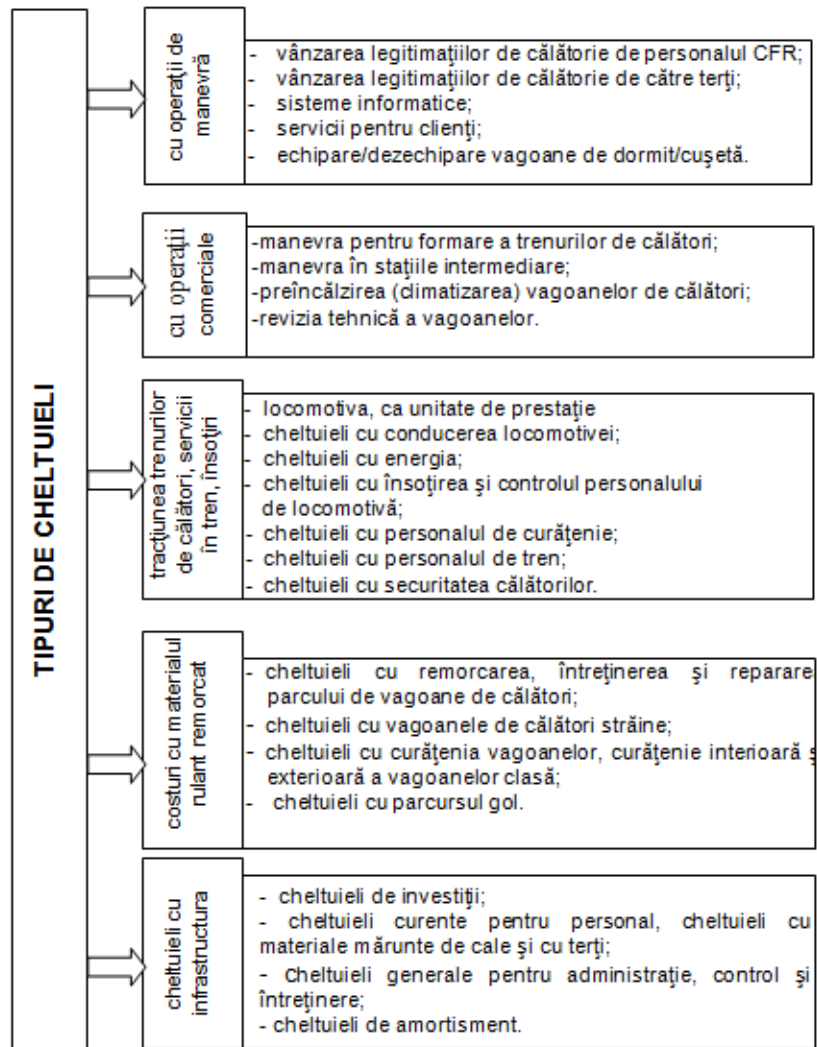 TIPURI DE CHELTUIELI
cu operaţii de
manevră
- vânzarea legitimaţiilor de călătorie de personalul CFR;
- vânzarea legitimaţiilor de călătorie de către terţi;
- sisteme informatice;
- servicii pentru clienţi;
- echipare/dezechipare vagoane de dormit/cuşetă.
cu operaţii
comerciale
-manevra pentru formare a trenurilor de călători;
-manevra în staţiile intermediare;
-preîncălzirea (climatizarea) vagoanelor de călători;
-revizia tehnică a vagoanelor.
tracţiunea trenurilor
de călători, servicii
în tren, însoţiri
- locomotiva, ca unitate de prestaţie
- cheltuieli cu conducerea locomotivei;
- cheltuieli cu energia;
- cheltuieli cu însoţirea şi controlul personalului
de locomotivă;
- cheltuieli cu personalul de curăţenie;
- cheltuieli cu personalul de tren;
- cheltuieli cu securitatea călătorilor.
costuri cu materialul
rulant remorcat
- cheltuieli cu remorcarea, întreţinerea şi reparare
parcului de vagoane de călători;
- cheltuieli cu vagoanele de călători străine;
- cheltuieli cu curăţenia vagoanelor, curăţenie interioară ş
exterioară a vagoanelor clasă;
- cheltuieli cu parcursul gol.
cheltuieli cu
infrastructura
- cheltuieli de investiţii;
- cheltuieli curente pentru personal, cheltuieli cu
materiale mărunte de cale şi cu terţi;
- Cheltuieli generale pentru administraţie, control şi
întreţinere;
- cheltuieli de amortisment.